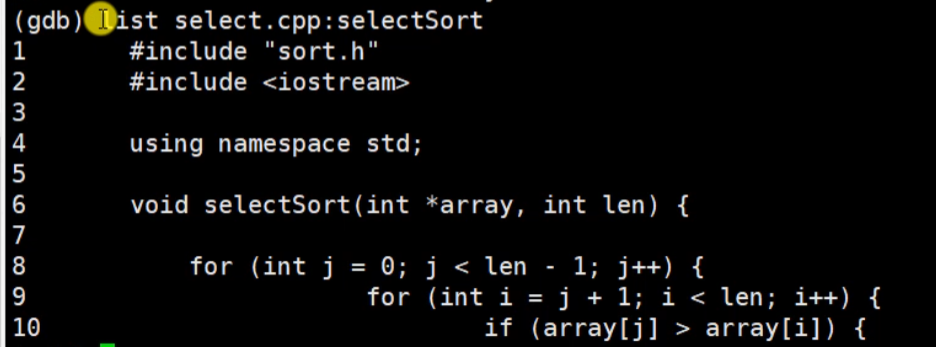 (gdb) list select.cpp:selectSort
1 #include "sort.h"
2 #include <iostream>
3
4 using namespace std;
5
6 void selectSort(int *array, int len) {
7
8 for (int j = 0; j < len - 1; j++) {
9 for (int i = j + 1; i < len; i++) {
10 if (array[j] > array[i]) {